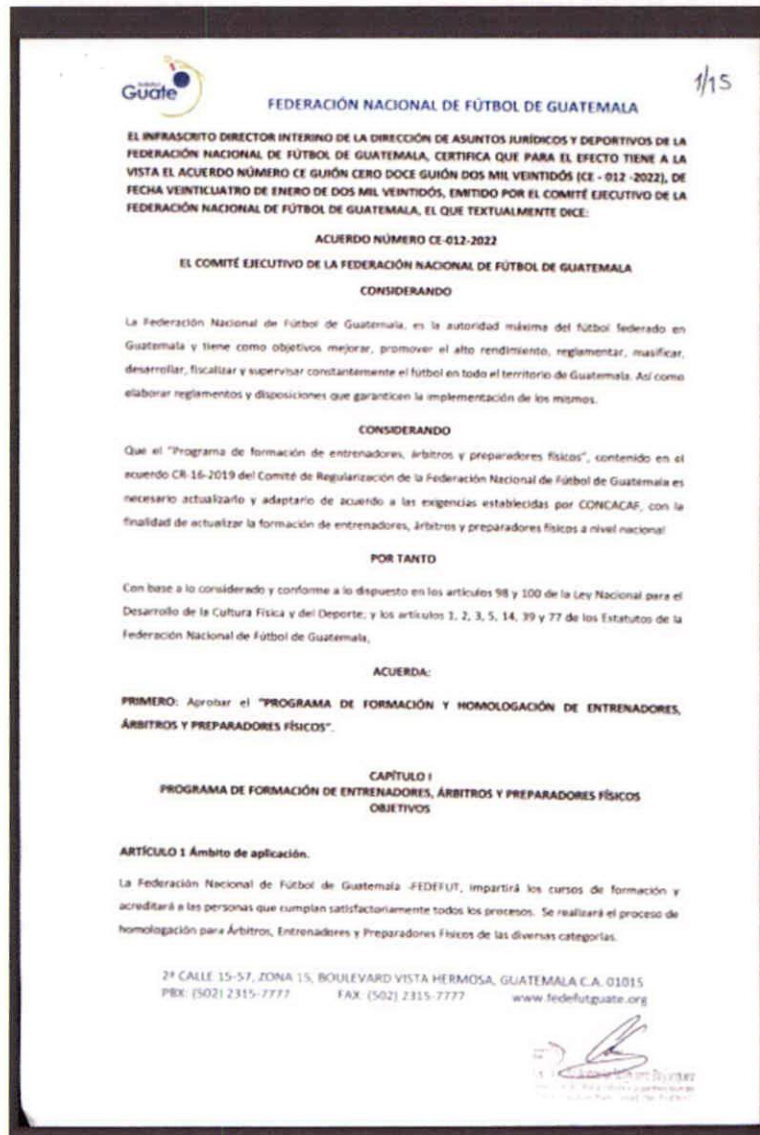 1/15
Guate
FEDERACIÓN NACIONAL DE FÚTBOL DE GUATEMALA
EL INFRASCRITO DIRECTOR INTERINO DE LA DIRECCIÓN DE ASUNTOS JURÍDICOS Y DEPORTIVOS DE LA
FEDERACIÓN NACIONAL DE FÚTBOL DE GUATEMALA, CERTIFICA QUE PARA EL EFECTO TIENE A LA
VISTA EL ACUERDO NÚMERO CE GUIÓN CERO DOCE GUIÓN DOS MIL VEINTIDÓS (CE - 012 -2022), DE
FECHA VEINTICUATRO DE ENERO DE DOS MIL VEINTIDÓS, EMITIDO POR EL COMITÉ EJECUTIVO DE LA
FEDERACIÓN NACIONAL DE FÚTBOL DE GUATEMALA, EL QUE TEXTUALMENTE DICE:
ACUERDO NÚMERO CE-012-2022
EL COMITÉ EJECUTIVO DE LA FEDERACIÓN NACIONAL DE FÚTBOL DE GUATEMALA
CONSIDERANDO
La Federación Nacional de Fútbol de Guatemala, es la autoridad máxima del fútbol federado en
Guatemala y tiene como objetivos mejorar, promover el alto rendimiento, reglamentar, masificar,
desarrollar, fiscalizar y supervisar constantemente el fútbol en todo el territorio de Guatemala. Así como
elaborar reglamentos y disposiciones que garanticen la implementación de los mismos.
CONSIDERANDO
Que el "Programa de formación de entrenadores, árbitros y preparadores físicos", contenido en el
acuerdo CR-16-2019 del Comité de Regularización de la Federación Nacional de Fútbol de Guatemala es
necesario actualizarlo y adaptarlo de acuerdo a las exigencias establecidas por CONCACAF, con la
finalidad de actualizar la formación de entrenadores, árbitros y preparadores físicos a nivel nacional
POR TANTO
Con base a lo considerado y conforme a lo dispuesto en los artículos 98 y 100 de la Ley Nacional para el
Desarrollo de la Cultura Física y del Deporte; y los artículos 1, 2, 3, 5, 14, 39 y 77 de los Estatutos de la
Federación Nacional de Fútbol de Guatemala,
ACUERDA:
PRIMERO: Aprobar el "PROGRAMA DE FORMACIÓN Y HOMOLOGACIÓN DE ENTRENADORES,
ÁRBITROS Y PREPARADORES FÍSICOS".
CAPÍTULO I
PROGRAMA DE FORMACIÓN DE ENTRENADORES, ÁRBITROS Y PREPARADORES FÍSICOS
OBJETIVOS
ARTÍCULO 1 Ámbito de aplicación.
La Federación Nacional de Fútbol de Guatemala -FEDEFUT, impartirá los cursos de formación y
acreditará a las personas que cumplan satisfactoriamente todos los procesos. Se realizará el proceso de
homologación para Árbitros, Entrenadores y Preparadores Físicos de las diversas categorías.
2ª CALLE 15-57, ZONA 15, BOULEVARD VISTA HERMOSA, GUATEMALA C.A. 01015
PBX: (502) 2315-7777 FAX: (502) 2315-7777 www.fedefutguate.org